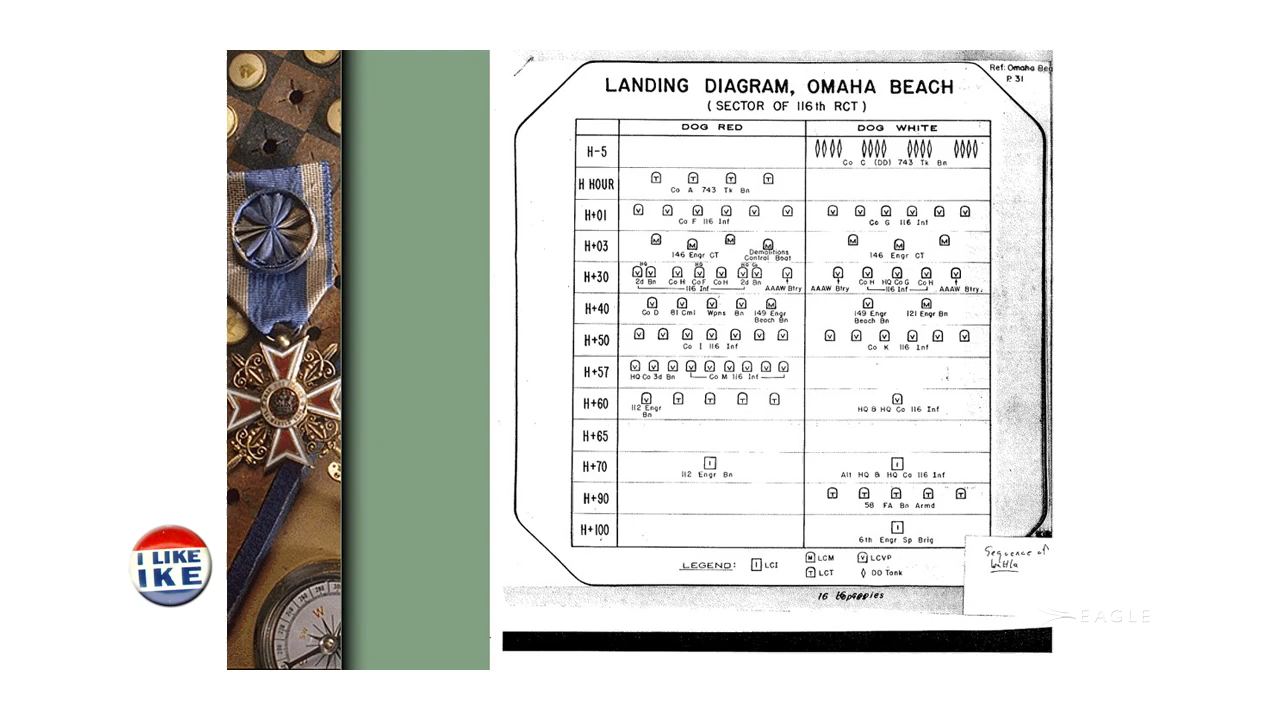 Ref: Omaha Bea
P. 31
LANDING DIAGRAM, OMAHA BEACH
(SECTOR OF 116th RCT)
DOG RED DOG WHITE
H-5
Co C (DD) 743 Tk Bn
H HOUR
T T T T
Co A 743 Tk Bn
H+01
V V V V V V V V V V V V
Co F 116 Inf Co G 116 Inf
H+03
M M M M M M M
146 Engr CT Demolitions Control Boat 146 Engr CT
H+30
HQ HQ HQ G
V V V V V V V V V V V V V
2d Bn Co H Co F Co H 2d Bn AAAW Btry AAAW Btry Co H HQ Co G Co H AAAW Btry.
116 Inf 116 Inf
H+40
V V V V M V M
Co D 81 Cml Wpns Bn 149 Engr Beach Bn 149 Engr Beach Bn 121 Engr Bn
H+50
V V V V V V V V V V V V
Co I 116 Inf Co K 116 Inf
H+57
V V V V V V V V V
HQ Co 3d Bn Co M 116 Inf
H+60
V T T T T V
112 Engr Bn HQ & HQ Co 116 Inf
H+65
H+70
I I
112 Engr Bn Alt HQ & HQ Co 116 Inf
H+90
T T T T T
58 FA Bn Armd
H+100
I
6th Engr Sp Brig
LEGEND: I LCI M LCM V LCVP
T LCT DD Tank
Sequence of
battle
16
I LIKE
IKE
W
SW
S
EAGLE